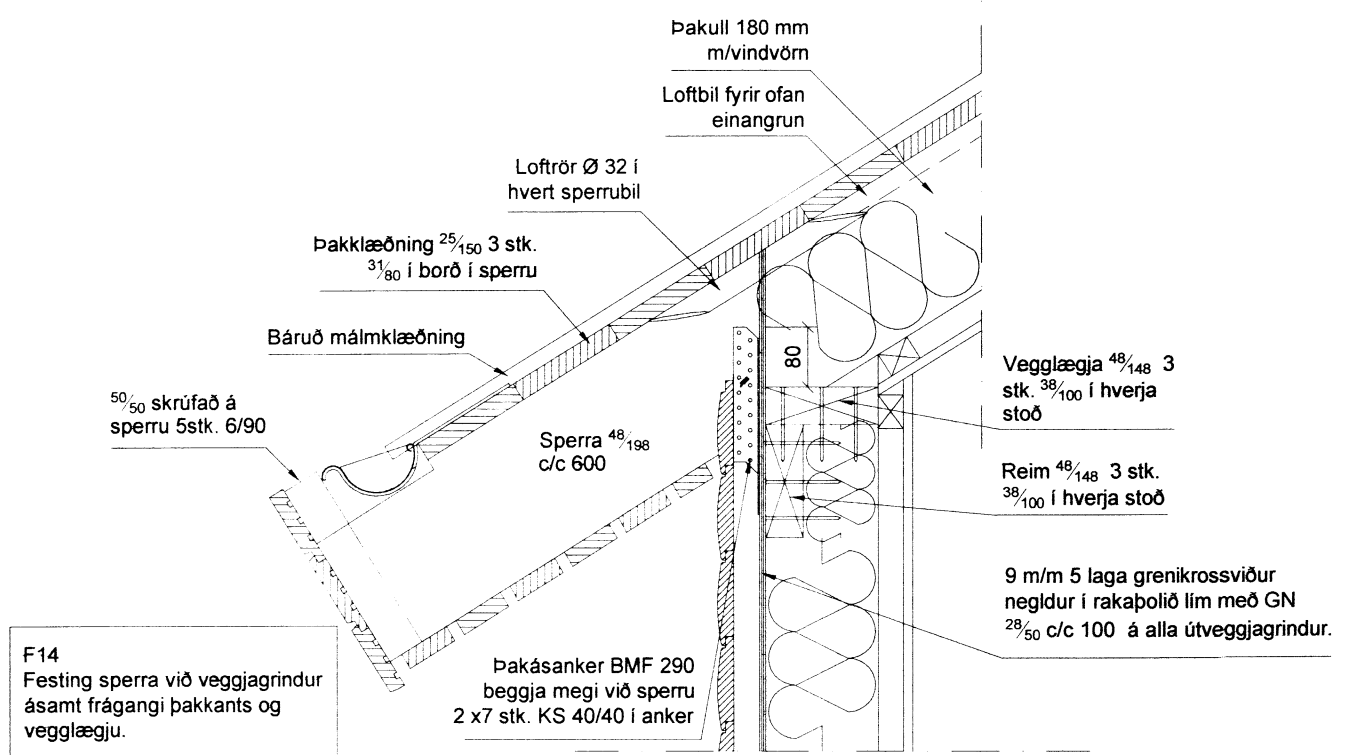 Þakull 180 mm
m/vindvörn
Loftbil fyrir ofan
einangrun
Loftrör Ø 32 í
hvert sperrubil
Þakklæðning 25/150 3 stk.
31/80 í borð í sperru
Báruð málmklæðning
50/50 skrúfað á
sperru 5stk. 6/90
Sperra 48/198
c/c 600
80
Vegglægja 48/148 3
stk. 38/100 í hverja
stoð
Reim 48/148 3 stk.
38/100 í hverja stoð
9 m/m 5 laga grenikrossviður
negldur í rakaþolið lím með GN
28/50 c/c 100 á alla útveggjagrindur.
Þakásanker BMF 290
beggja megi við sperru
2 x7 stk. KS 40/40 í anker
F14
Festing sperra við veggjagrindur
ásamt frágangi þakkants og
vegglægju.